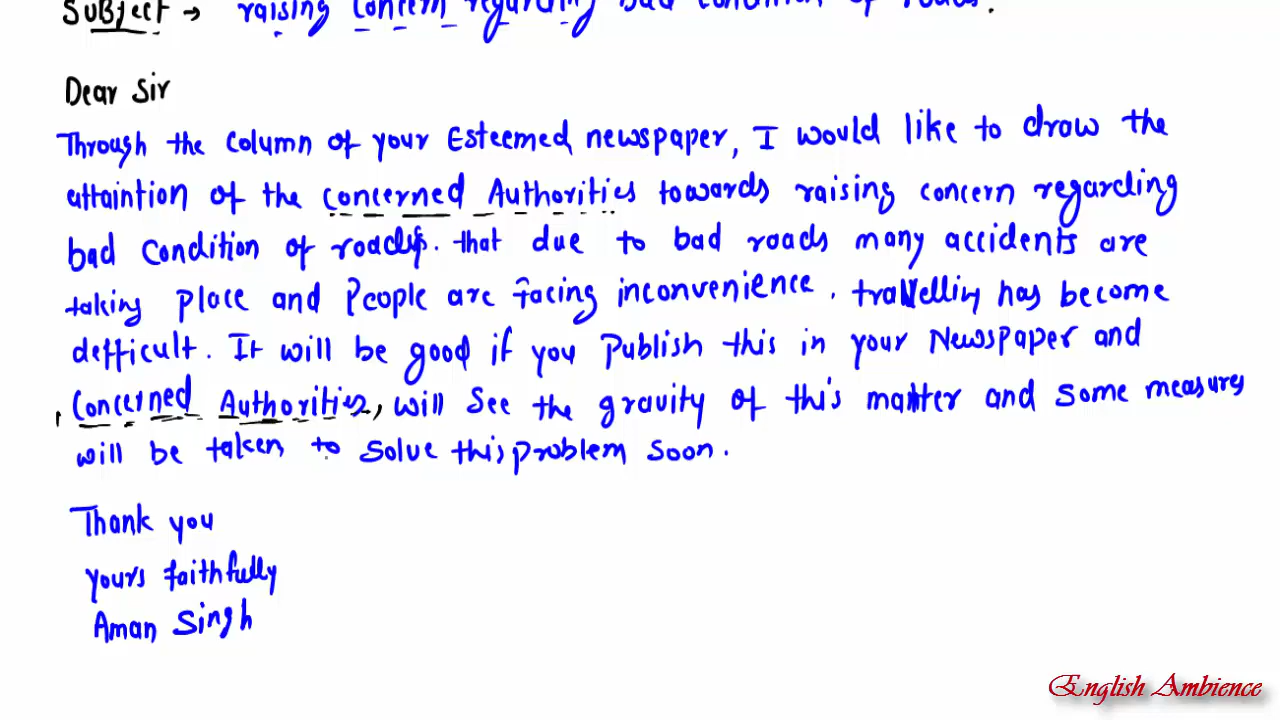 Subject → raising concern regarding bad condition of roads.
Dear Sir
Through the column of your Esteemed newspaper, I would like to draw the
attaintion of the concerned Authorities towards raising concern regarding
bad condition of roads. that due to bad roads many accidents are
taking place and People are facing inconvenience. travelling has become
defficult. It will be good if you Publish this in your Newspaper and
Concerned Authorities, will see the gravity of this matter and some measures
will be taken to solve this problem soon.
Thank you
yours faithfully
Aman Singh
English Ambience